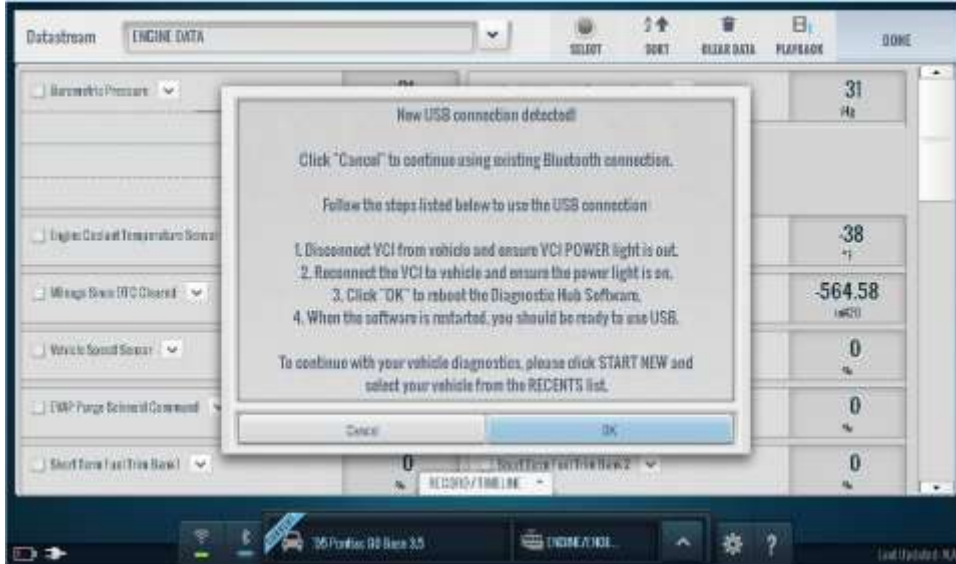 Datastream
ENGINE DATA
SELECT
SORT
CLEAR DATA
PLAYBACK
DONE
Barometric Pressure
31
New USB connection detected!
Click "Cancel" to continue using existing Bluetooth connection.
Follow the steps listed below to use the USB connection
1. Disconnect VCI from vehicle and ensure VCI POWER light is out.
2. Reconnect the VCI to vehicle and ensure the power light is on.
3. Click "OK" to reboot the Diagnostic Hub Software.
4. When the software is restarted, you should be ready to use USB.
To continue with your vehicle diagnostics, please click START NEW and
select your vehicle from the RECENTS list.
Cancel
OK
Engine Coolant Temperature Sensor
-38
Mileage Since DTC Cleared
-564.58
Vehicle Speed Sensor
0
%
EVAP Purge Solenoid Command
0
%
Short Term Fuel Trim Bank 1
0
%
Short Term Fuel Trim Bank 2
0
%
RECORD/TIMELINE
Base 3.5
?
Last Updated: N/A